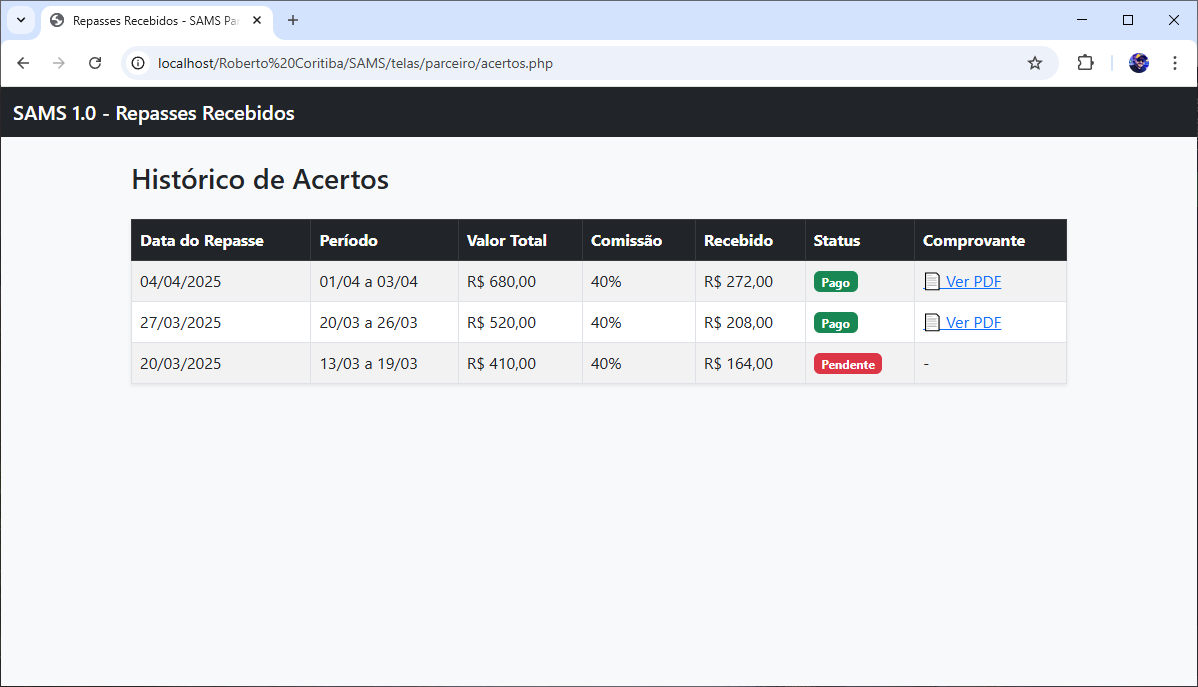 Repasses Recebidos - SAMS Pa
localhost/Roberto%20Coritiba/SAMS/telas/parceiro/acertos.php
SAMS 1.0 - Repasses Recebidos
Histórico de Acertos
Data do Repasse Período Valor Total Comissão Recebido Status Comprovante
04/04/2025 01/04 a 03/04 R$ 680,00 40% R$ 272,00 Pago Ver PDF
27/03/2025 20/03 a 26/03 R$ 520,00 40% R$ 208,00 Pago Ver PDF
20/03/2025 13/03 a 19/03 R$ 410,00 40% R$ 164,00 Pendente -